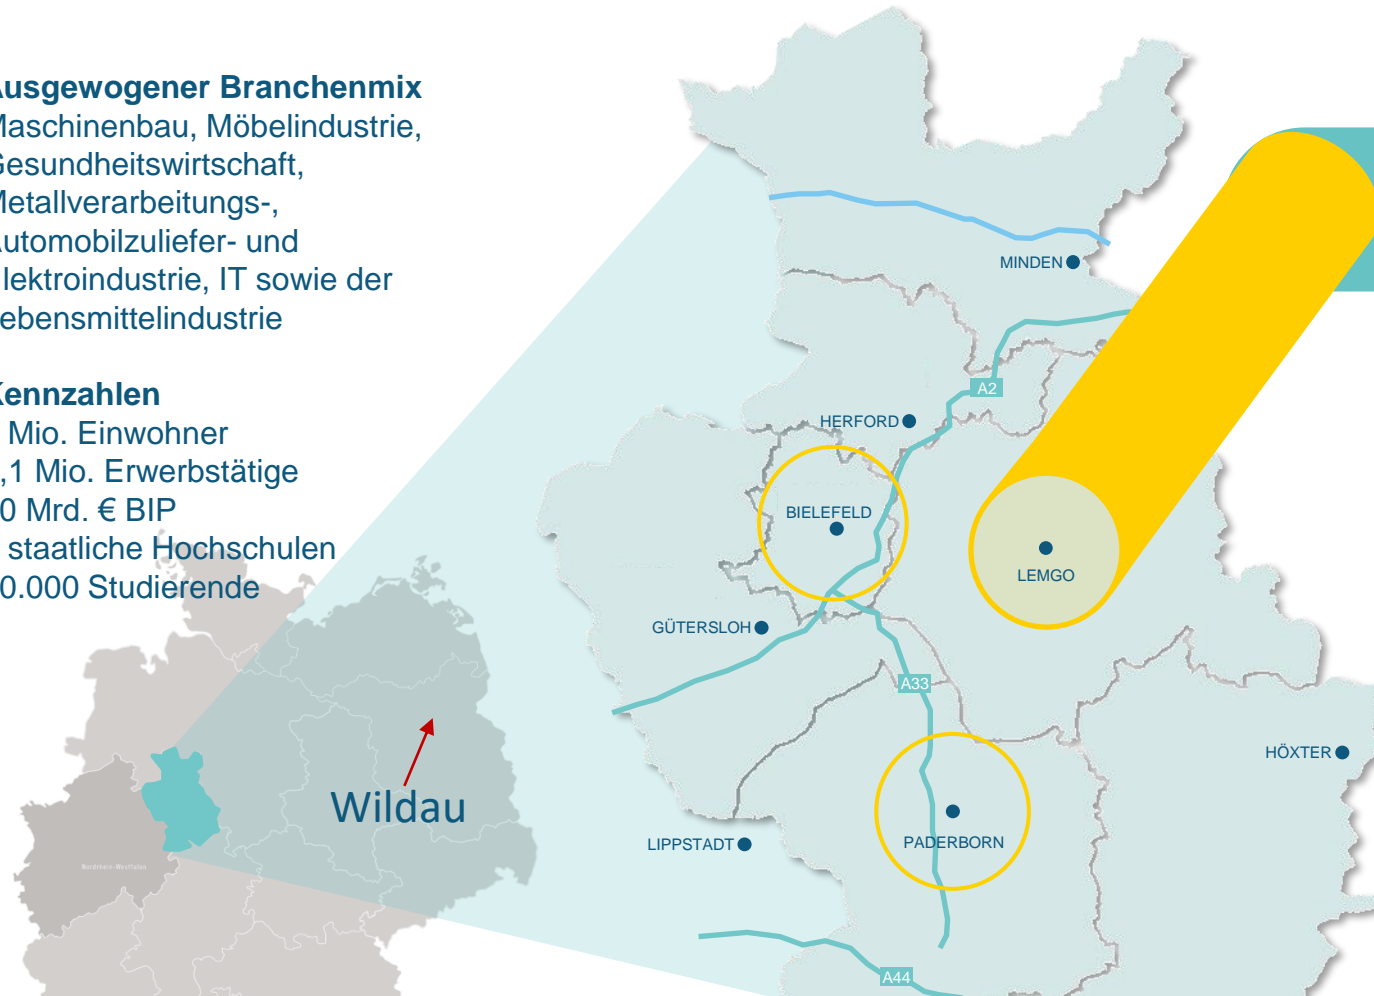 usgewogener Branchenmix
aschinenbau, Möbelindustrie,
esundheitswirtschaft,
etallverarbeitungs-,
utomobilzuliefer- und
lektroindustrie, IT sowie der
ebensmittelindustrie
ennzahlen
Mio. Einwohner
,1 Mio. Erwerbstätige
0 Mrd. € BIP
staatliche Hochschulen
0.000 Studierende
Wildau
Nordrhein-Westfalen
MINDEN
A2
HERFORD
BIELEFELD
LEMGO
GÜTERSLOH
A33
HÖXTER
PADERBORN
LIPPSTADT
A44